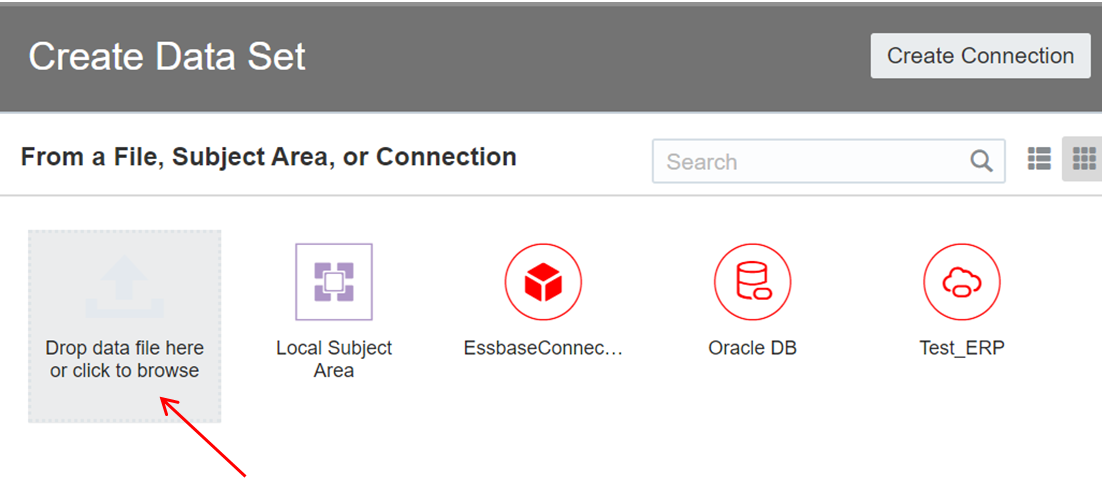 Create Data Set
Create Connection
From a File, Subject Area, or Connection
Search
Drop data file here
or click to browse
Local Subject
Area
EssbaseConnec...
Oracle DB
Test_ERP